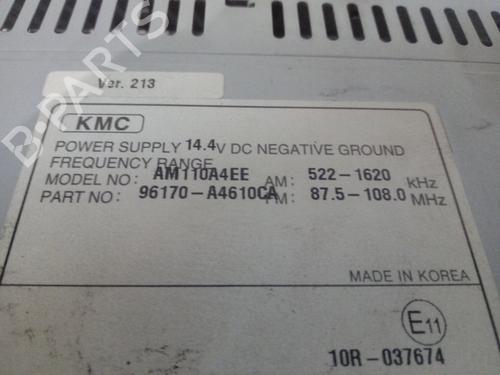 B-PARTS
Ver. 213
KMC
POWER SUPPLY 14.4V DC NEGATIVE GROUND
FREQUENCY RANGE
MODEL NO: AM110A4EE AM: 522-1620 kHz
PART NO: 96170-A4610CA FM: 87.5-108.0 MHz
MADE IN KOREA
E11
10R-037674